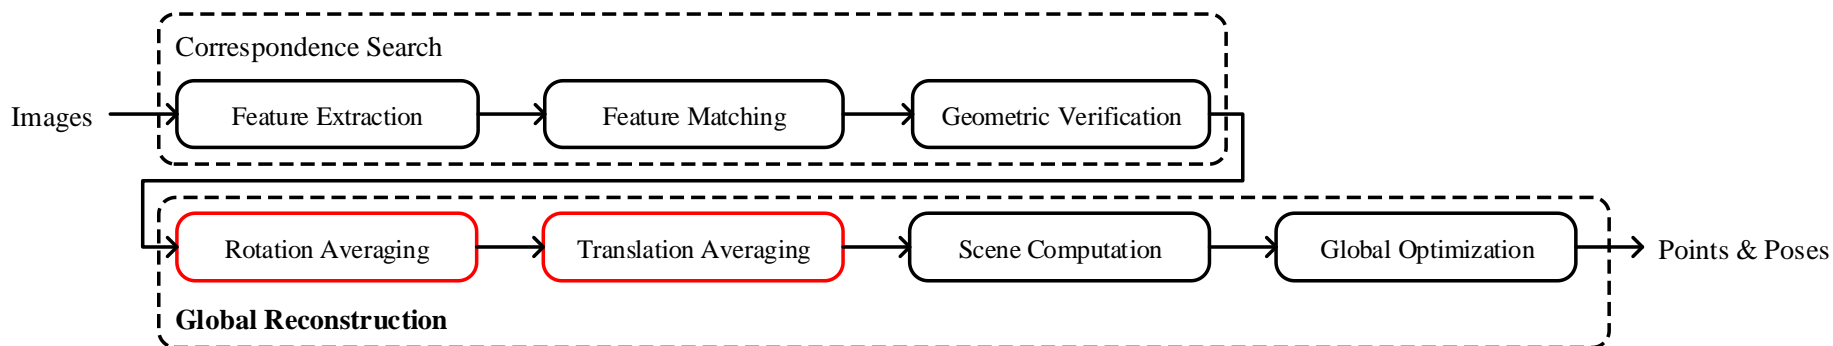 Correspondence Search
Images
Feature Extraction
Feature Matching
Geometric Verification
Rotation Averaging
Translation Averaging
Scene Computation
Global Optimization
Points & Poses
Global Reconstruction